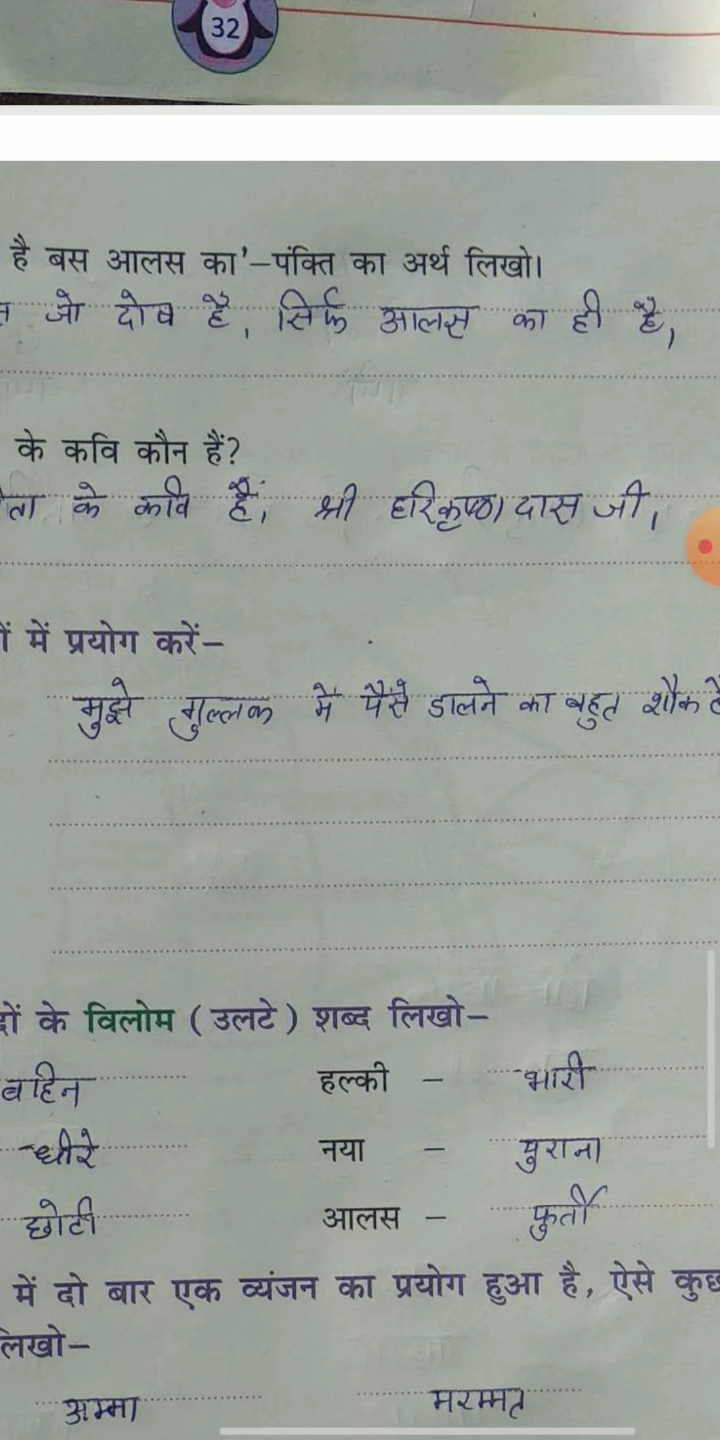 32
है बस आलस का'-पंक्ति का अर्थ लिखो।
जो दोष है, सिर्फ आलस का ही है,
के कवि कौन हैं?
ता के कवि हैं, श्री हरिकृष्ण दास जी,
में प्रयोग करें-
मुझे गुल्लक में पैसे डालने का बहुत शौक है
के विलोम (उलटे) शब्द लिखो-
बहिन हल्की - भारी
धीरे नया - पुराना
छोटी आलस - फुर्ती
में दो बार एक व्यंजन का प्रयोग हुआ है, ऐसे कुछ
लिखो-
अम्मा मरम्मत